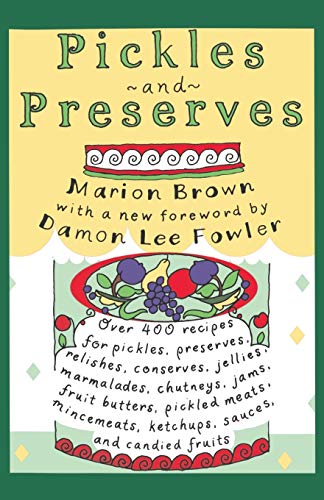 Pickles
~and~
Preserves
Marion Brown
with a new foreword by
Damon Lee Fowler
Over 400 recipes
for pickles, preserves,
relishes, conserves, jellies,
marmalades, chutneys, jams,
fruit butters, pickled meats,
mincemeats, ketchups, sauces,
and candied fruits